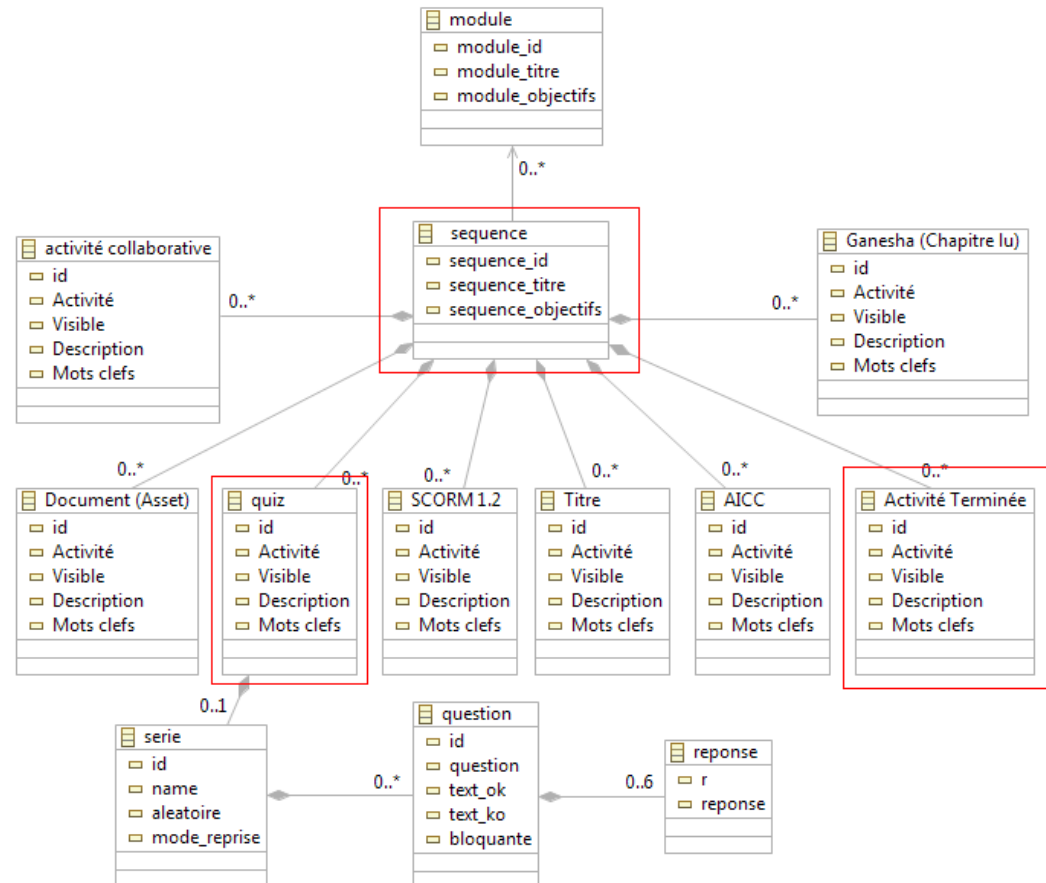 module
module_id
module_titre
module_objectifs
0..*
sequence
sequence_id
sequence_titre
sequence_objectifs
activité collaborative
id
Activité
Visible
Description
Mots clefs
0..*
Ganesha (Chapitre lu)
id
Activité
Visible
Description
Mots clefs
0..*
0..*
Document (Asset)
id
Activité
Visible
Description
Mots clefs
0..*
quiz
id
Activité
Visible
Description
Mots clefs
0..*
SCORM 1.2
id
Activité
Visible
Description
Mots clefs
0..*
Titre
id
Activité
Visible
Description
Mots clefs
0..*
AICC
id
Activité
Visible
Description
Mots clefs
0..*
Activité Terminée
id
Activité
Visible
Description
Mots clefs
0..1
serie
id
name
aleatoire
mode_reprise
0..*
question
id
question
text_ok
text_ko
bloquante
0..6
reponse
r
reponse